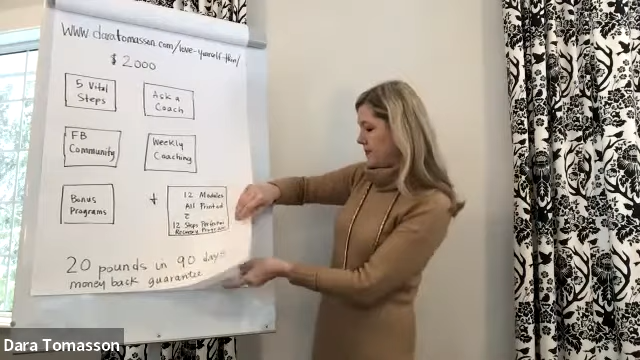 www.daratomasson.com/love-yourself-thin/
$2000
5 Vital
Steps
Ask a
Coach
FB
Community
Weekly
Coaching
Bonus
Programs
+
12 Modules
All Printed
12 Steps Perfection
Recovery Program
20 pounds in 90 days
money back guarantee
Dara Tomasson